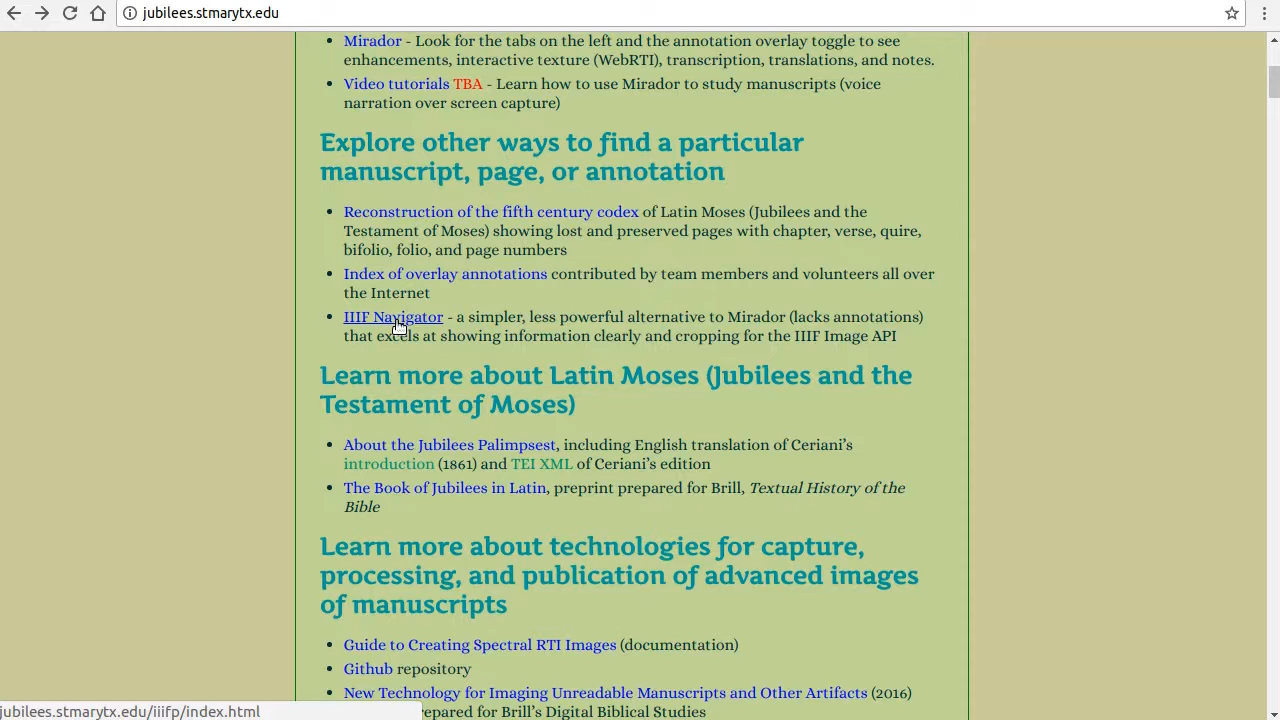 jubilees.stmarytx.edu
Mirador - Look for the tabs on the left and the annotation overlay toggle to see
enhancements, interactive texture (WebRTI), transcription, translations, and notes.
Video tutorials TBA - Learn how to use Mirador to study manuscripts (voice
narration over screen capture)
Explore other ways to find a particular
manuscript, page, or annotation
Reconstruction of the fifth century codex of Latin Moses (Jubilees and the
Testament of Moses) showing lost and preserved pages with chapter, verse, quire,
bifolio, folio, and page numbers
Index of overlay annotations contributed by team members and volunteers all over
the Internet
IIIF Navigator - a simpler, less powerful alternative to Mirador (lacks annotations)
that excels at showing information clearly and cropping for the IIIF Image API
Learn more about Latin Moses (Jubilees and the
Testament of Moses)
About the Jubilees Palimpsest, including English translation of Ceriani’s
introduction (1861) and TEI XML of Ceriani’s edition
The Book of Jubilees in Latin, preprint prepared for Brill, Textual History of the
Bible
Learn more about technologies for capture,
processing, and publication of advanced images
of manuscripts
Guide to Creating Spectral RTI Images (documentation)
Github repository
New Technology for Imaging Unreadable Manuscripts and Other Artifacts (2016)
repared for Brill’s Digital Biblical Studies
jubilees.stmarytx.edu/iiifp/index.html